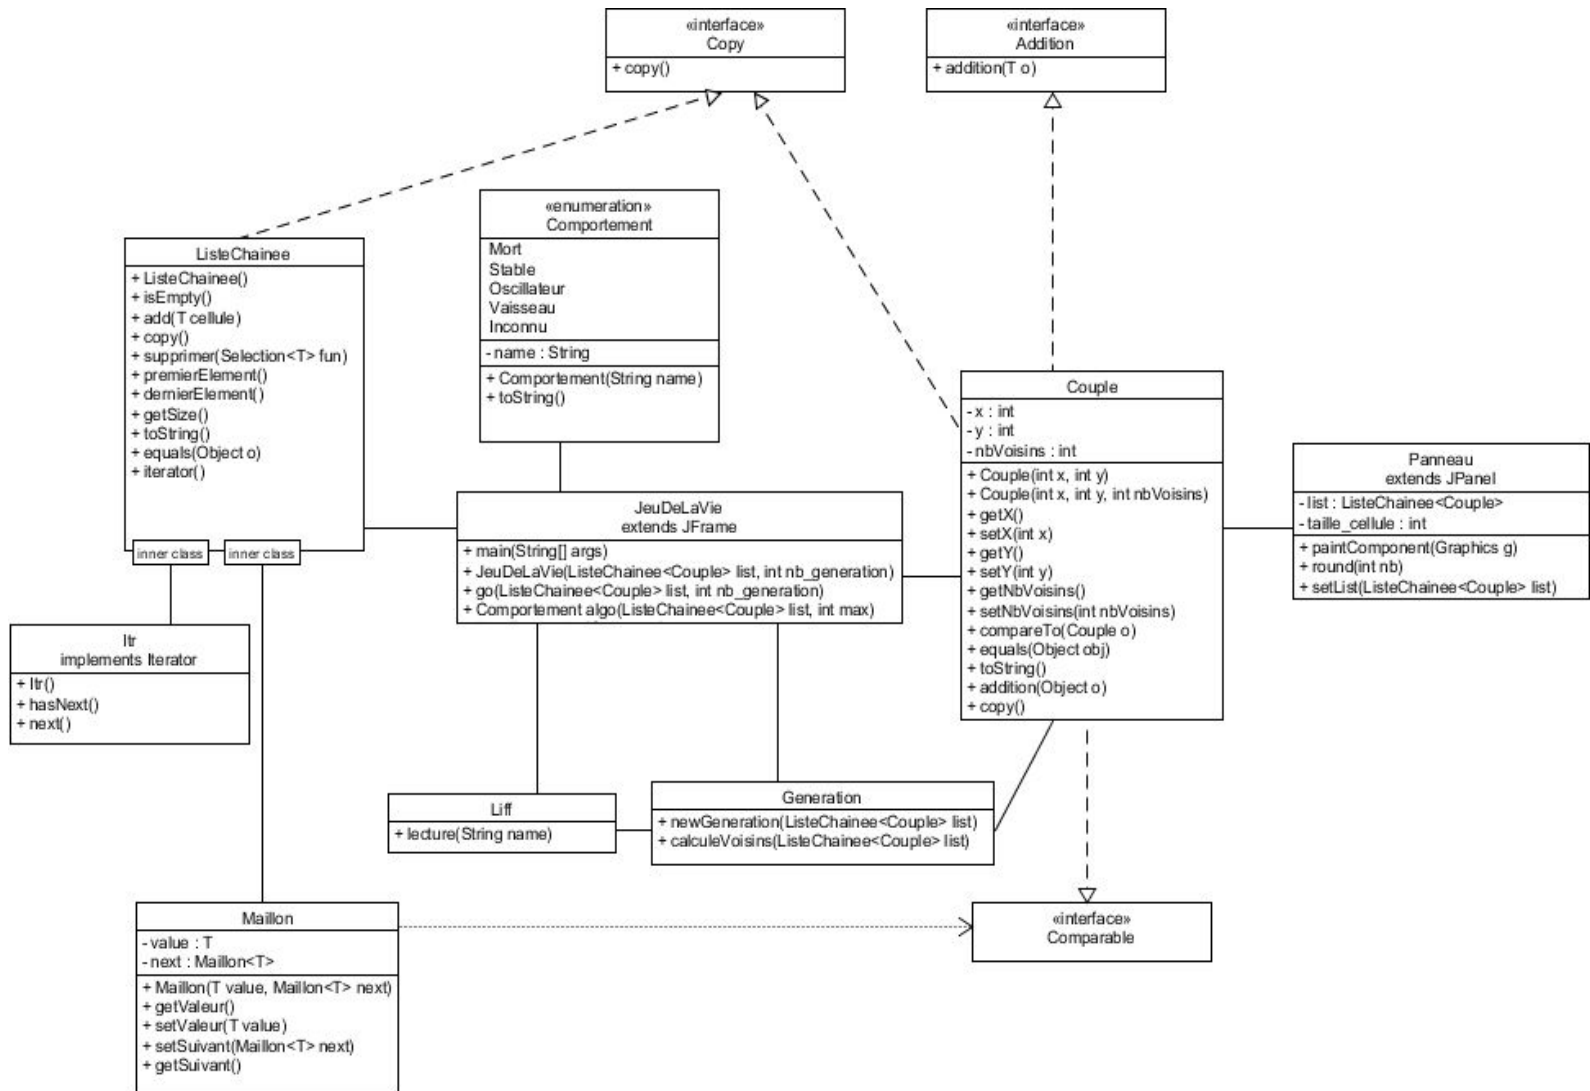 «interface»
Copy
+ copy()
«interface»
Addition
+ addition(T o)
«enumeration»
Comportement
Mort
Stable
Oscillateur
Vaisseau
Inconnu
- name : String
+ Comportement(String name)
+ toString()
ListeChainee
+ ListeChainee()
+ isEmpty()
+ add(T cellule)
+ copy()
+ supprimer(Selection<T> fun)
+ premierElement()
+ dernierElement()
+ getSize()
+ toString()
+ equals(Object o)
+ iterator()
inner class
inner class
Couple
- x : int
- y : int
- nbVoisins : int
+ Couple(int x, int y)
+ Couple(int x, int y, int nbVoisins)
+ getX()
+ setX(int x)
+ getY()
+ setY(int y)
+ getNbVoisins()
+ setNbVoisins(int nbVoisins)
+ compareTo(Couple o)
+ equals(Object obj)
+ toString()
+ addition(Object o)
+ copy()
Panneau
extends JPanel
- list : ListeChainee<Couple>
- taille_cellule : int
+ paintComponent(Graphics g)
+ round(int nb)
+ setList(ListeChainee<Couple> list)
JeuDeLaVie
extends JFrame
+ main(String[] args)
+ JeuDeLaVie(ListeChainee<Couple> list, int nb_generation)
+ go(ListeChainee<Couple> list, int nb_generation)
+ Comportement algo(ListeChainee<Couple> list, int max)
Itr
implements Iterator
+ Itr()
+ hasNext()
+ next()
Liff
+ lecture(String name)
Generation
+ newGeneration(ListeChainee<Couple> list)
+ calculeVoisins(ListeChainee<Couple> list)
Maillon
- value : T
- next : Maillon<T>
+ Maillon(T value, Maillon<T> next)
+ getValeur()
+ setValeur(T value)
+ setSuivant(Maillon<T> next)
+ getSuivant()
«interface»
Comparable